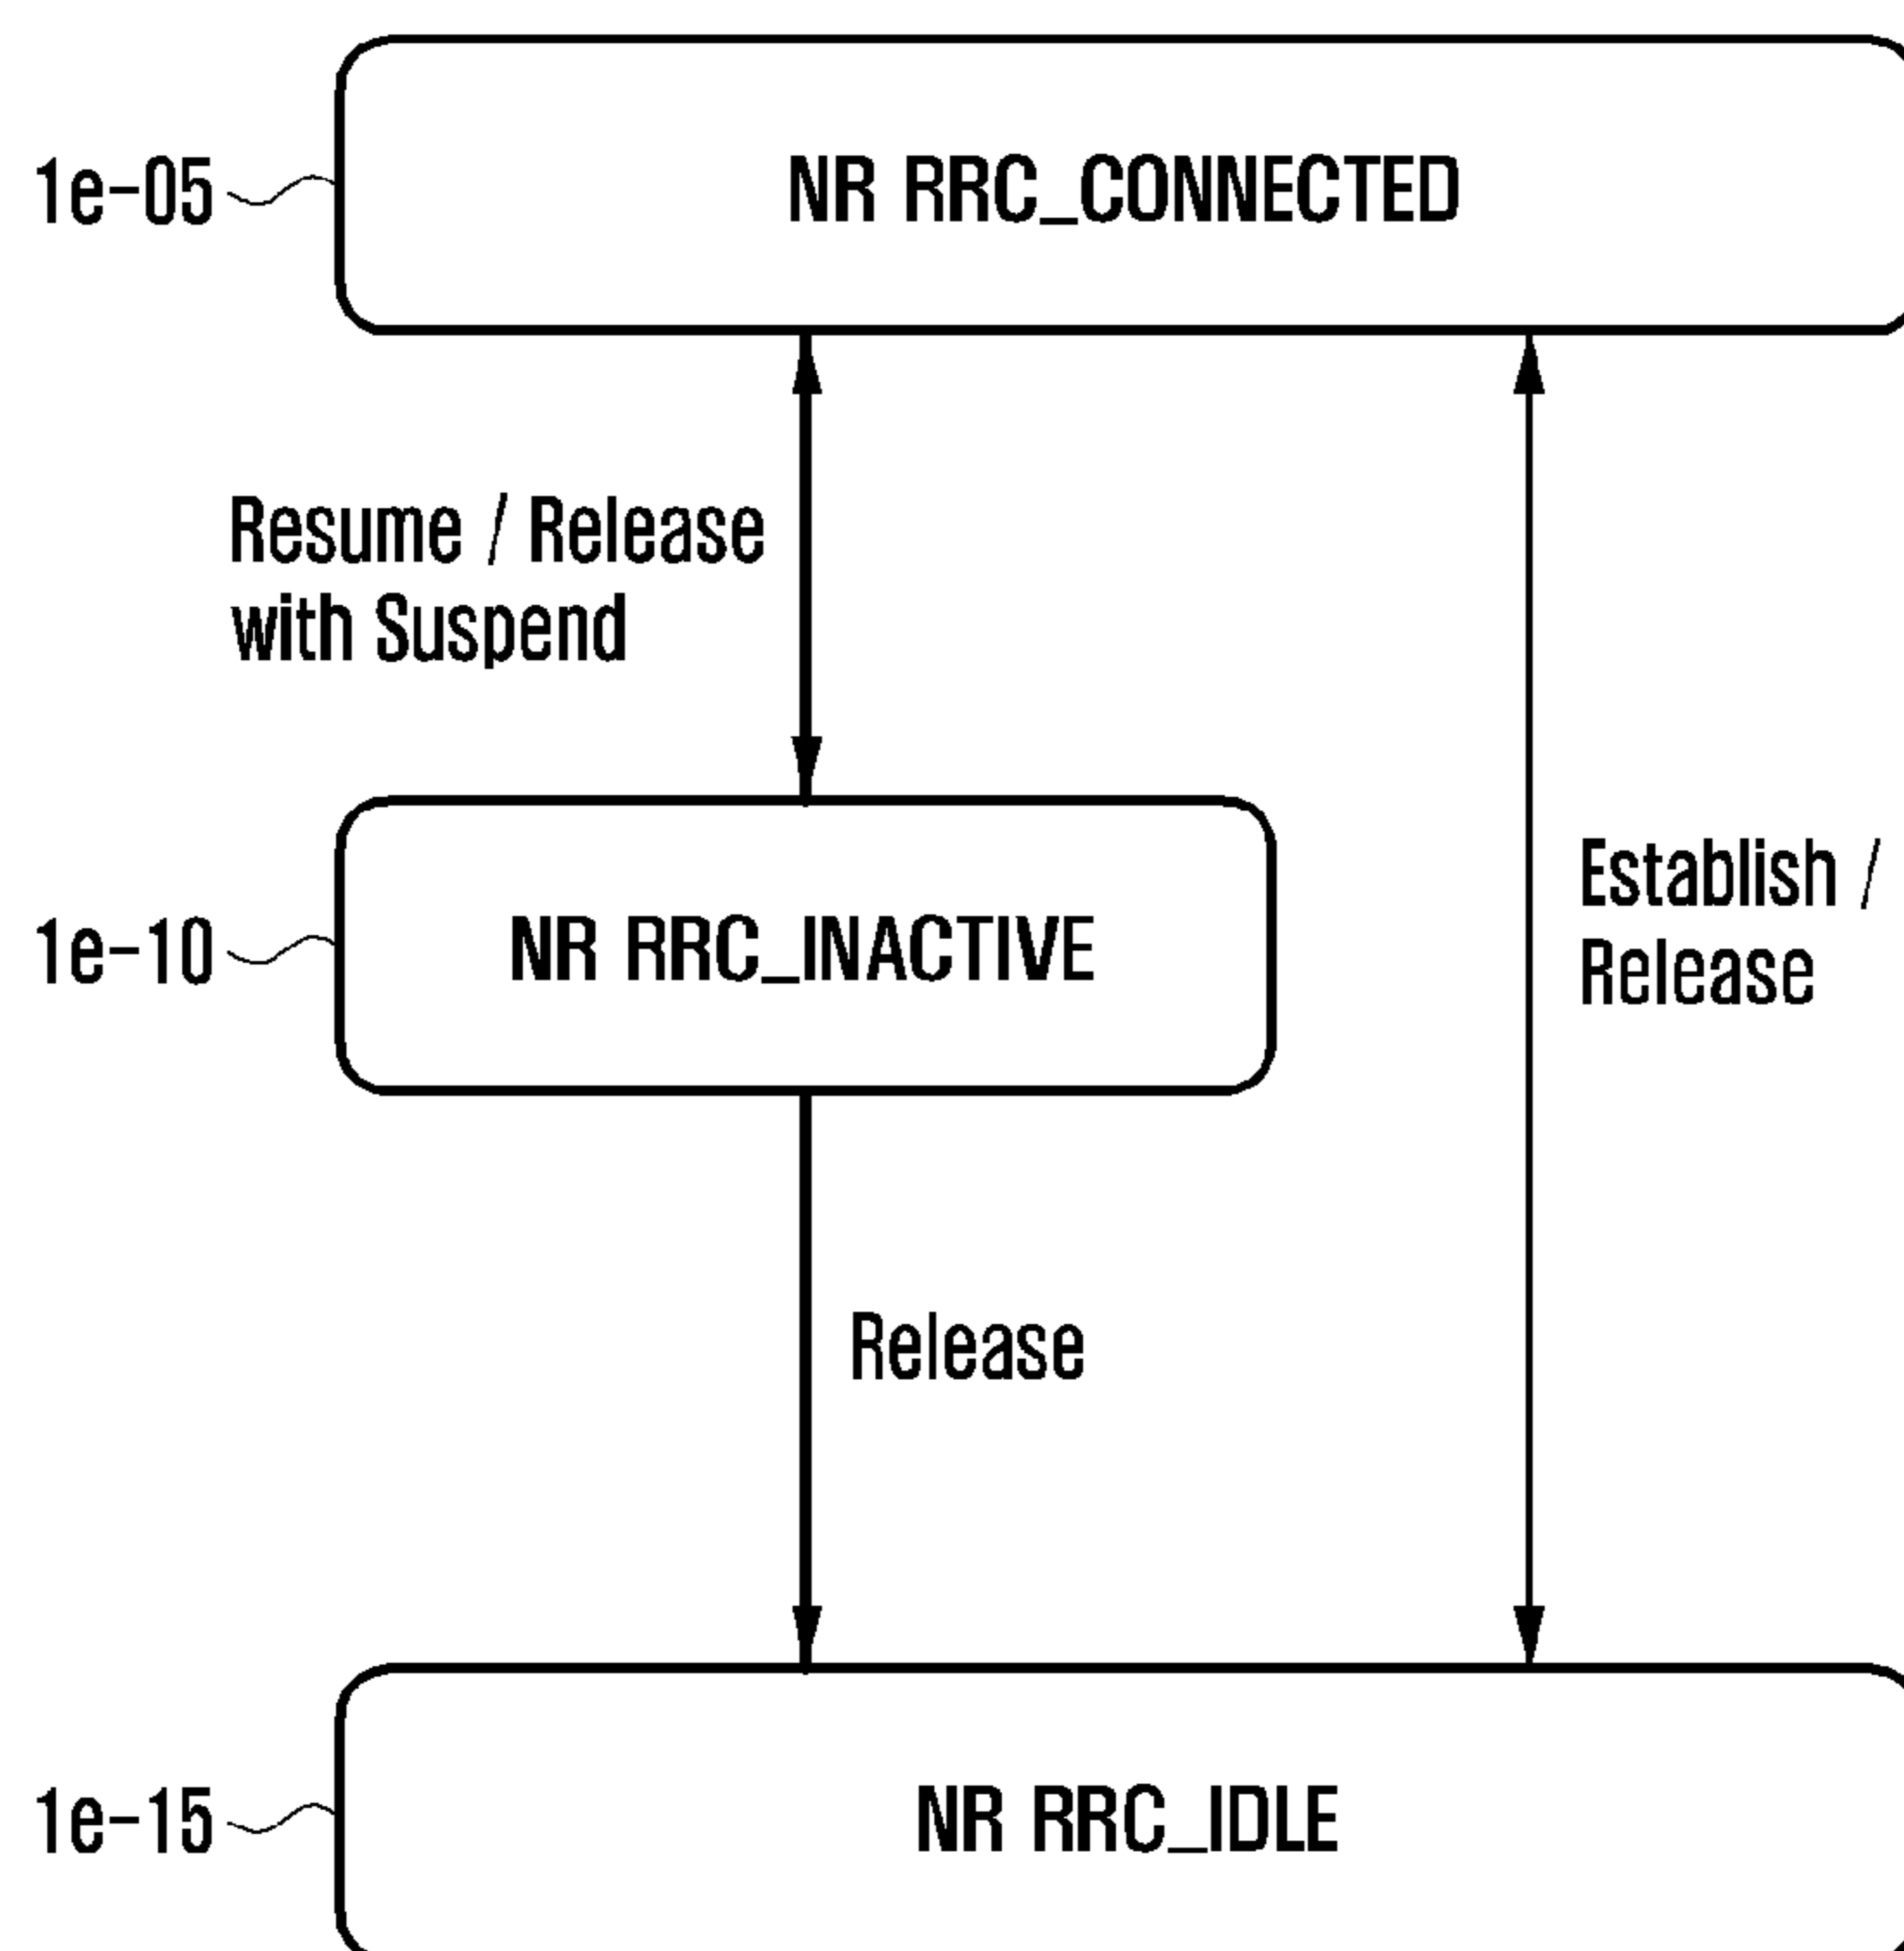 1e-05
NR RRC_CONNECTED
Resume / Release
with Suspend
Establish /
Release
1e-10
NR RRC_INACTIVE
Release
1e-15
NR RRC_IDLE